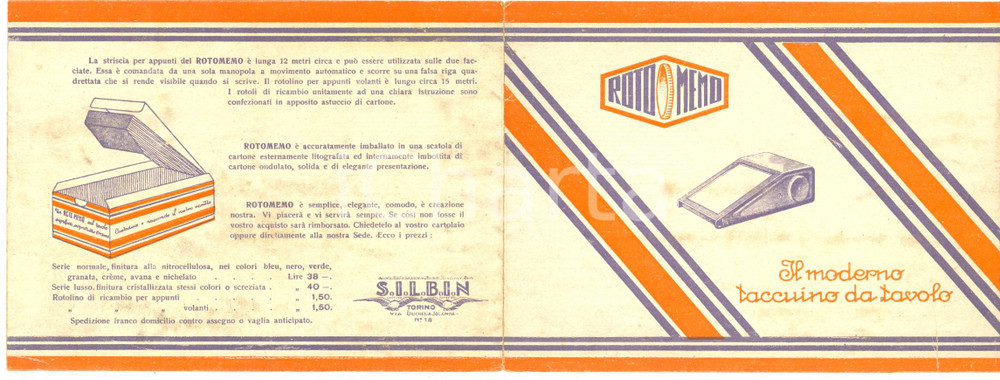 La striscia per appunti del ROTOMEMO è lunga 12 metri circa e può essere utilizzata sulle due fac-
ciate. Essa è comandata da una sola manopola a movimento automatico e scorre su una falsa riga qua-
drettata che si rende visibile quando si scrive. Il rotolino per appunti volanti è lungo circa 15 metri.
I rotoli di ricambio unitamente ad una chiara istruzione sono
confezionati in apposito astuccio di cartone.
ROTOMEMO è accuratamente imballato in una scatola di
cartone esternamente litografata ed internamente imbottita di
cartone ondulato, solida e di elegante presentazione.
ROTOMEMO è semplice, elegante, comodo, è creazione
nostra. Vi piacerà e vi servirà sempre. Se così non fosse il
vostro acquisto sarà rimborsato. Chiedetelo al vostro cartolaio
oppure direttamente alla nostra Sede. Ecco i prezzi :
Serie normale, finitura alla nitrocellulosa, nei colori bleu, nero, verde,
granata, crème, avana e nichelato . . . . Lire 38 —.
Serie lusso, finitura cristallizzata stessi colori o screziata . „ 40 —.
Rotolino di ricambio per appunti . . . . „ 1,50.
„ „ „ volanti . . . . „ 1,50.
Spedizione franco domicilio contro assegno o vaglia anticipato.
S.I.L.B.I.N
TORINO
Via Duchessa Jolanda
n° 18
ROTO MEMO
Il moderno
taccuino da tavolo